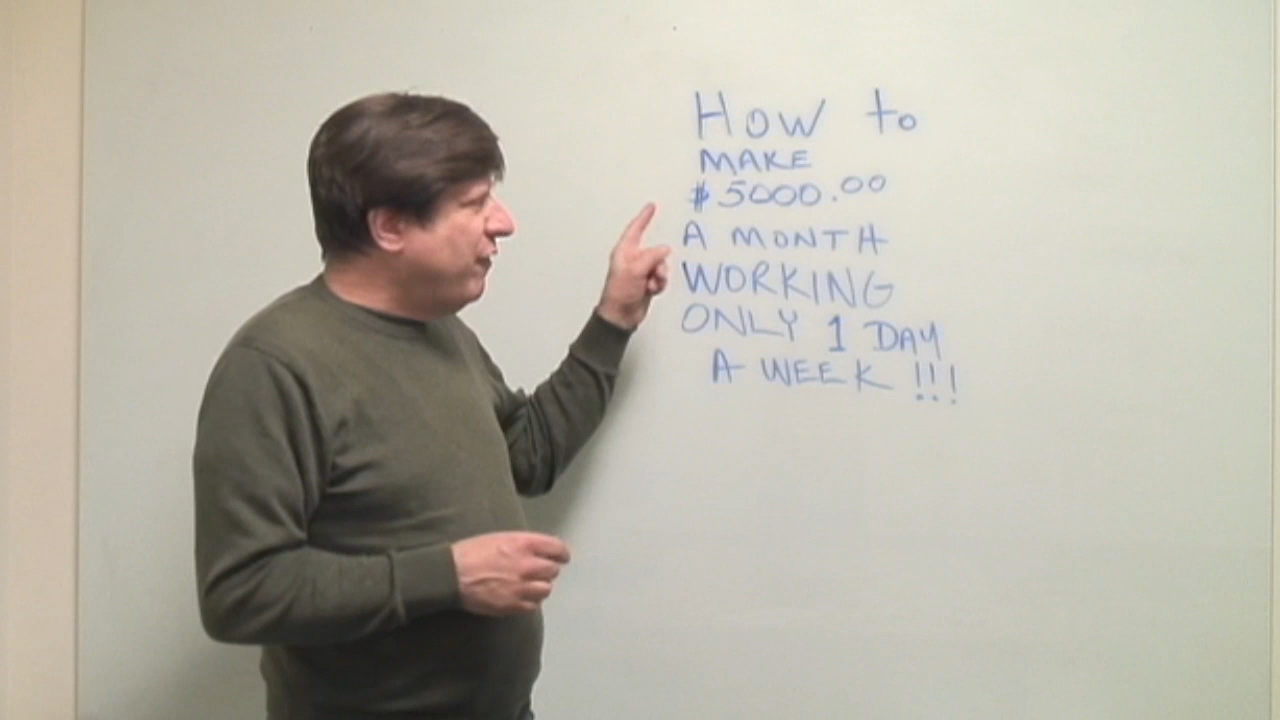 How to
MAKE
$5000.00
A MONTH
WORKING
ONLY 1 DAY
A WEEK !!!